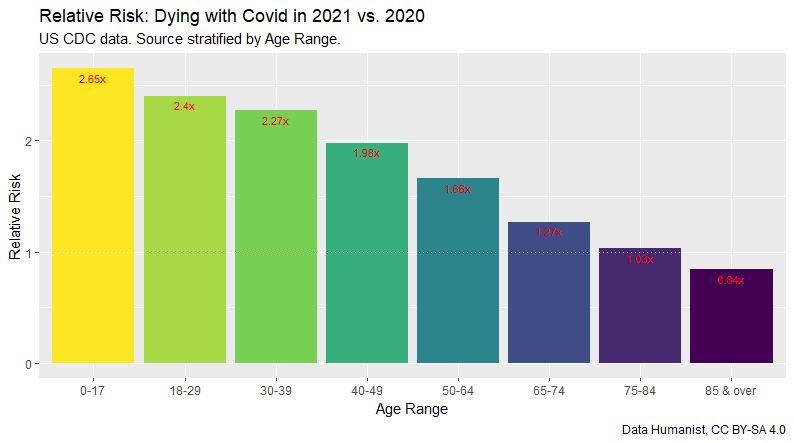 Relative Risk: Dying with Covid in 2021 vs. 2020
US CDC data. Source stratified by Age Range.
Relative Risk
2
1
0
2.65x
2.4x
2.27x
1.98x
1.66x
1.27x
1.03x
0.84x
0-17
18-29
30-39
40-49
50-64
65-74
75-84
85 & over
Age Range
Data Humanist, CC BY-SA 4.0